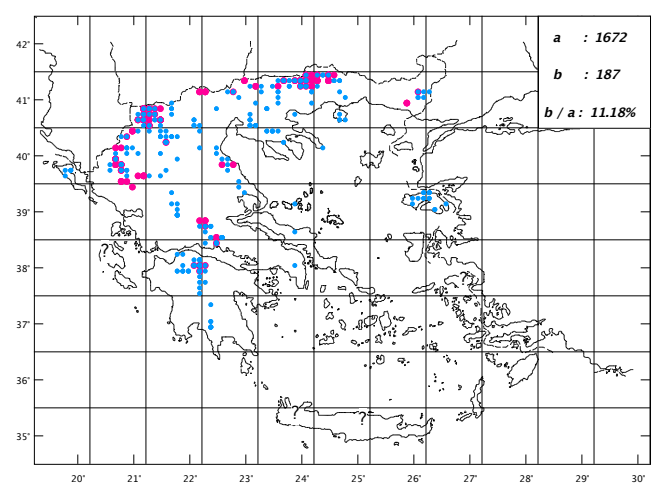 42'
a : 1672
b : 187
41'
b / a : 11.18%
40'
39'
38'
?
37'
36'
? ?
35'
20' 21' 22' 23' 24' 25' 26' 27' 28' 29' 30'